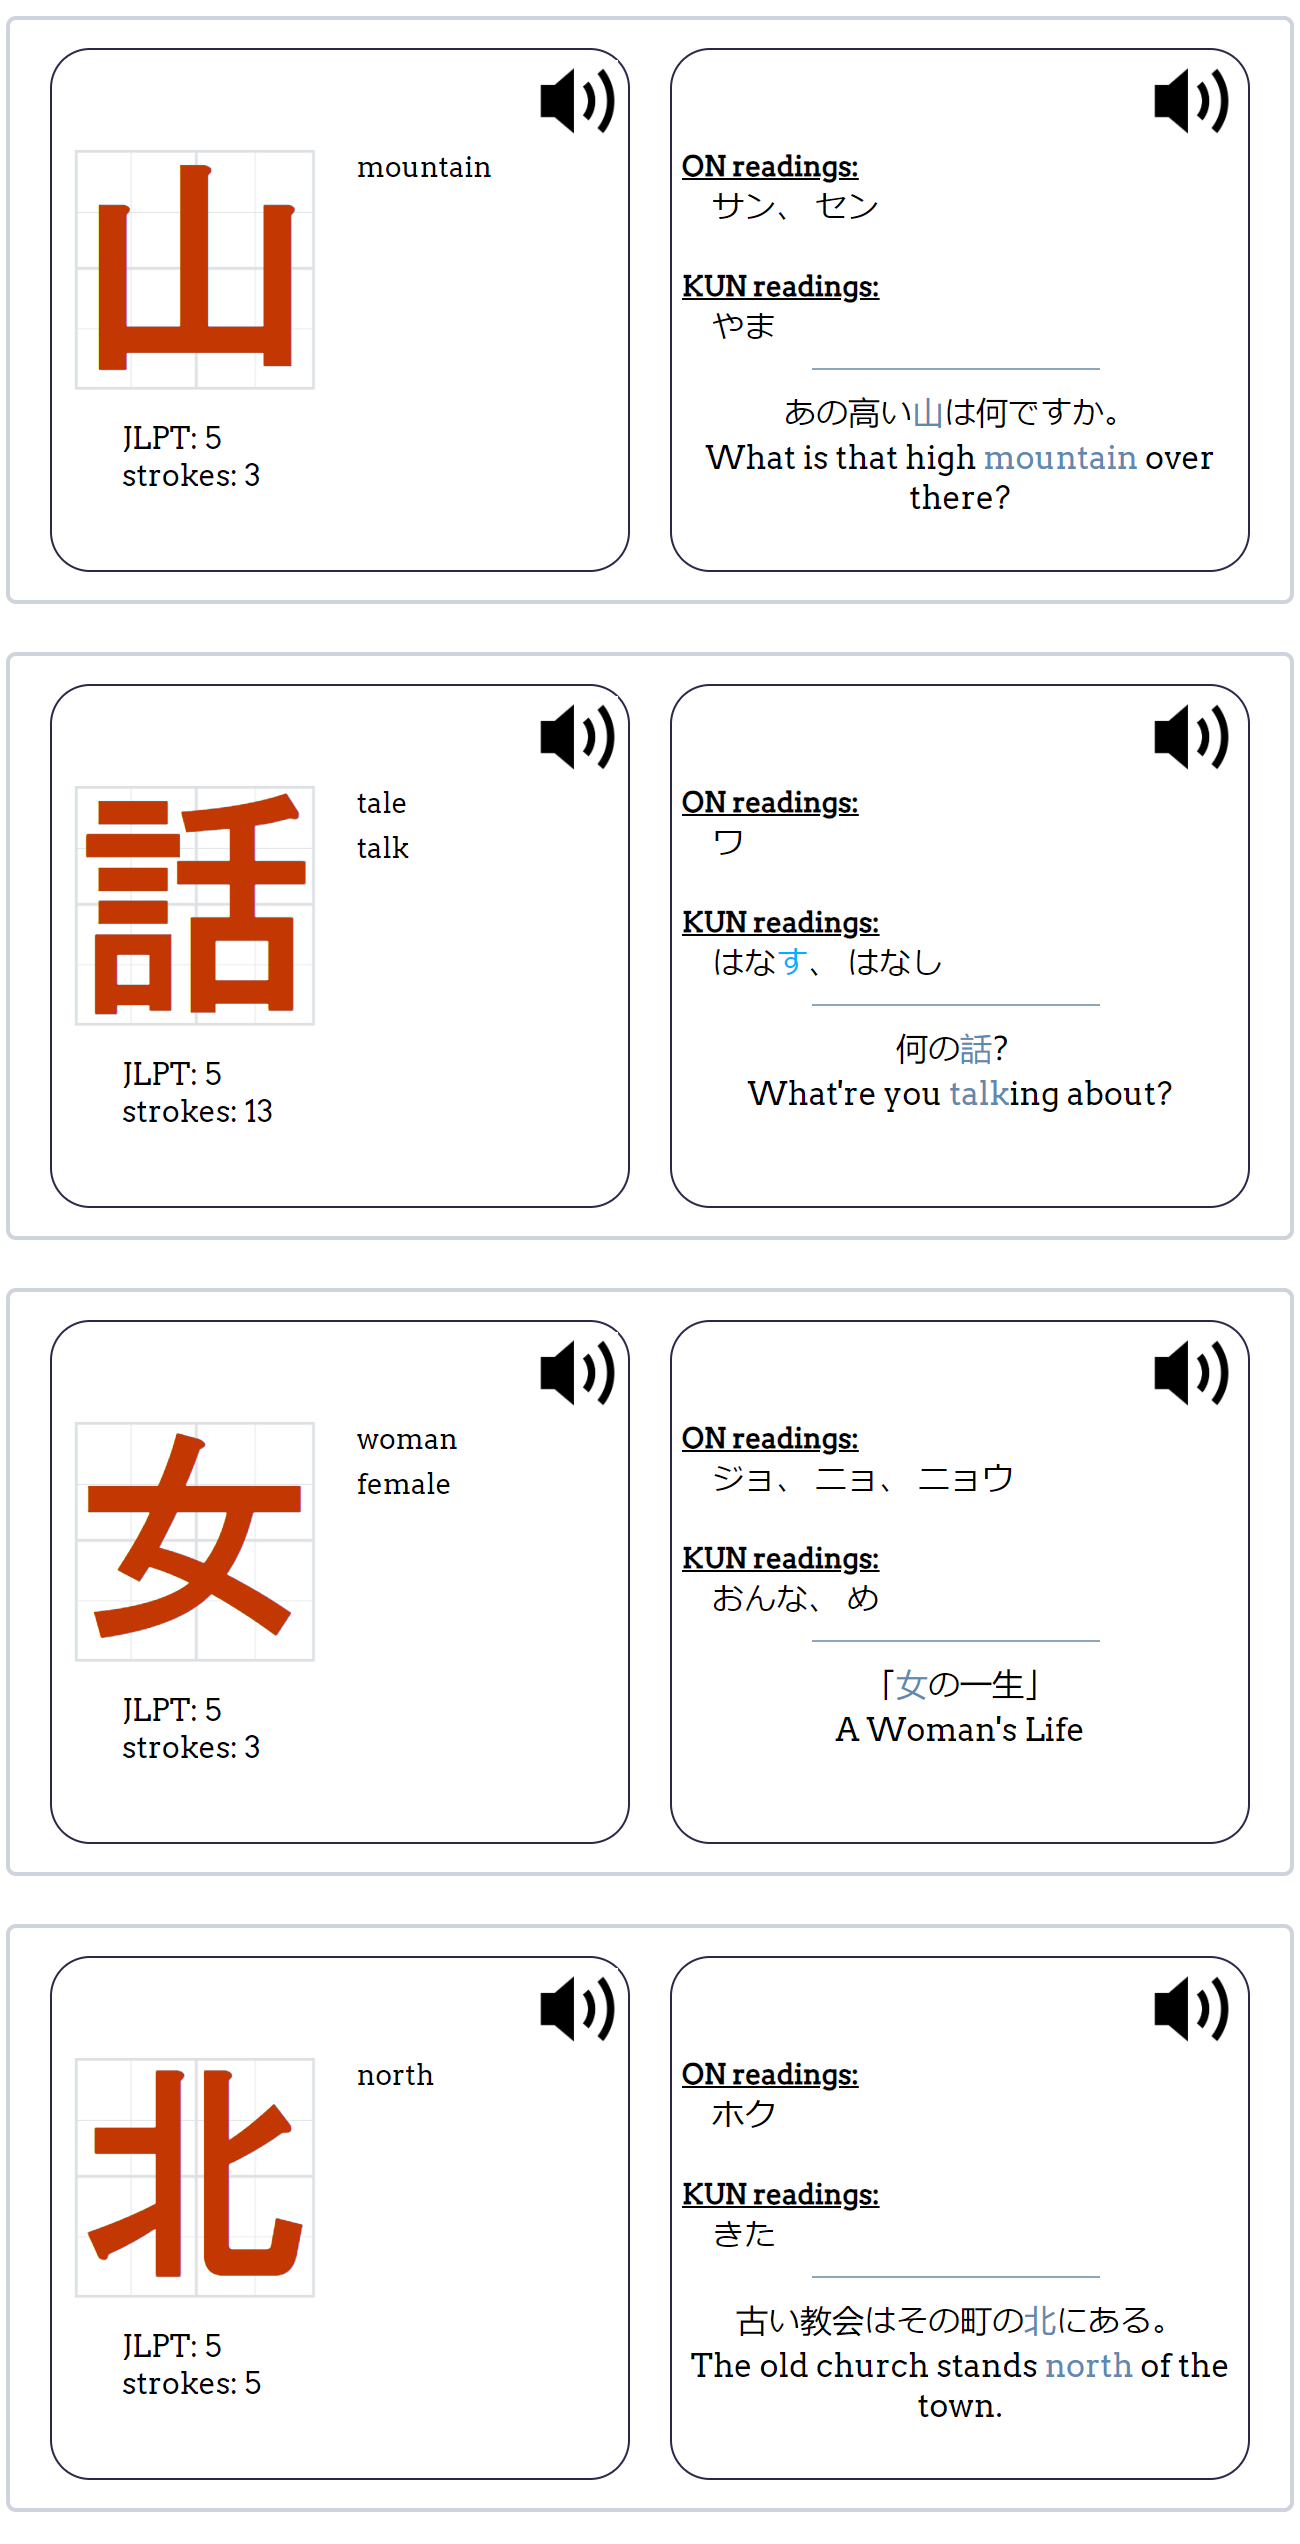 山
mountain
JLPT: 5
strokes: 3
ON readings:
サン、 セン
KUN readings:
やま
あの高い山は何ですか。
What is that high mountain over
there?
話
tale
talk
JLPT: 5
strokes: 13
ON readings:
ワ
KUN readings:
はなす、 はなし
何の話?
What're you talking about?
女
woman
female
JLPT: 5
strokes: 3
ON readings:
ジョ、 ニョ、 ニョウ
KUN readings:
おんな、 め
「女の一生」
A Woman's Life
北
north
JLPT: 5
strokes: 5
ON readings:
ホク
KUN readings:
きた
古い教会はその町の北にある。
The old church stands north of the
town.